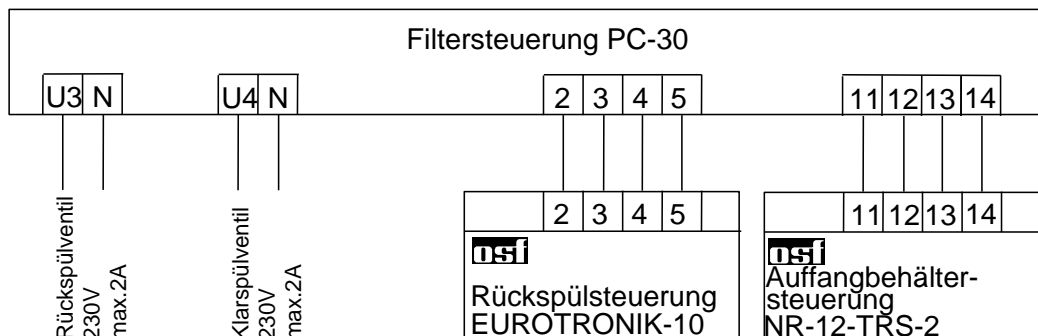 Filtersteuerung PC-30
U3 N U4 N 2 3 4 5 11 12 13 14
Rückspülventil
230V
max.2A
Klarspülventil
230V
max.2A
2 3 4 5
osf
Rückspülsteuerung
EUROTRONIK-10
11 12 13 14
osf
Auffangbehälter-
steuerung
NR-12-TRS-2